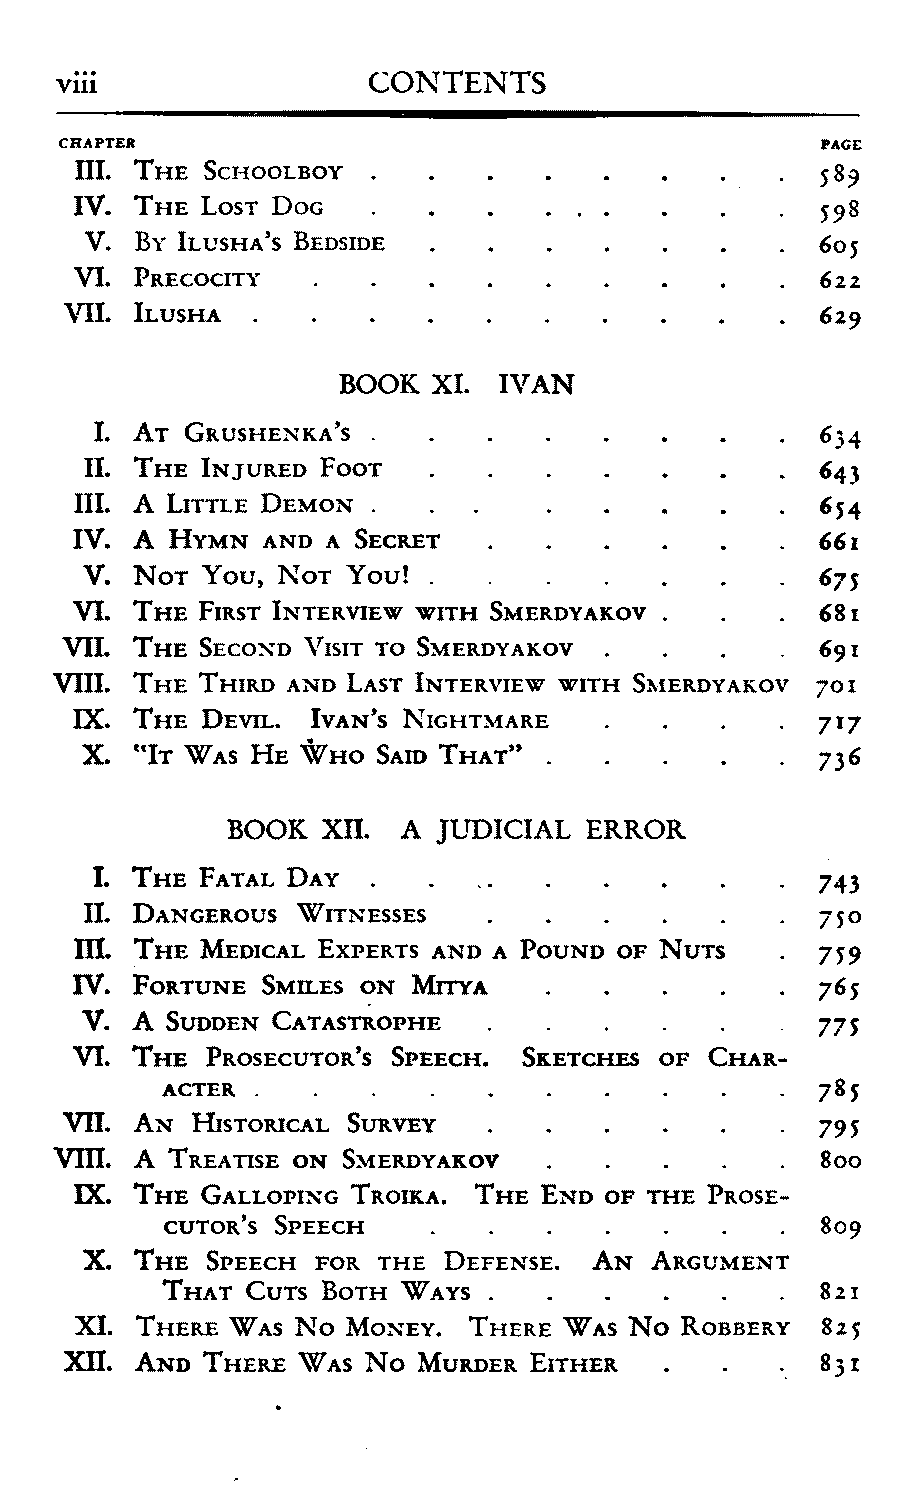 viii CONTENTS
CHAPTER PAGE
III. The Schoolboy . . . . . . . . 589
IV. The Lost Dog . . . . . . . . 598
V. By Ilusha's Bedside . . . . . . . 605
VI. Precocity . . . . . . . . . 622
VII. Ilusha . . . . . . . . . . 629
BOOK XI. IVAN
I. At Grushenka's . . . . . . . . 634
II. The Injured Foot . . . . . . . 643
III. A Little Demon . . . . . . . . 654
IV. A Hymn and a Secret . . . . . . 661
V. Not You, Not You! . . . . . . . 675
VI. The First Interview with Smerdyakov . . . 681
VII. The Second Visit to Smerdyakov . . . . 691
VIII. The Third and Last Interview with Smerdyakov 701
IX. The Devil. Ivan's Nightmare . . . . 717
X. "It Was He Who Said That" . . . . . 736
BOOK XII. A JUDICIAL ERROR
I. The Fatal Day . . . . . . . . 743
II. Dangerous Witnesses . . . . . . 750
III. The Medical Experts and a Pound of Nuts . 759
IV. Fortune Smiles on Mitya . . . . . 765
V. A Sudden Catastrophe . . . . . . 775
VI. The Prosecutor's Speech. Sketches of Char-
acter . . . . . . . . . . 785
VII. An Historical Survey . . . . . . 795
VIII. A Treatise on Smerdyakov . . . . . 800
IX. The Galloping Troika. The End of the Prose-
cutor's Speech . . . . . . . 809
X. The Speech for the Defense. An Argument
That Cuts Both Ways . . . . . . 821
XI. There Was No Money. There Was No Robbery 825
XII. And There Was No Murder Either . . . 831